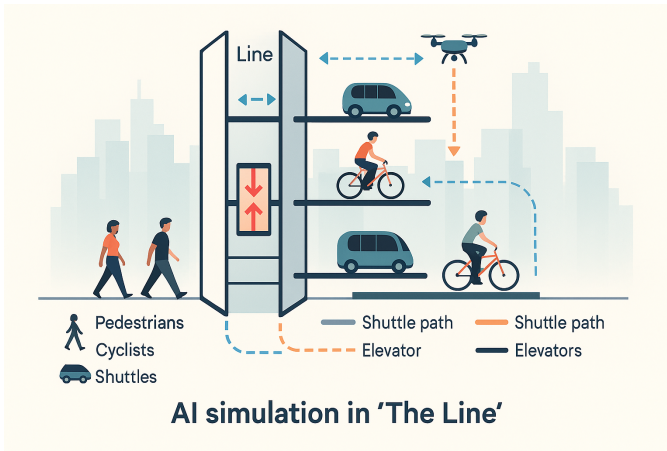 Line
Pedestrians
Cyclists
Shuttles
Shuttle path
Elevator
Shuttle path
Elevators
AI simulation in ‘The Line’